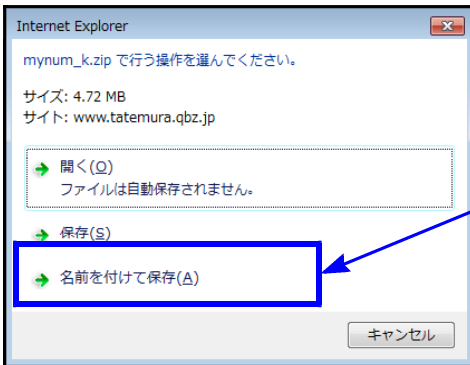 Internet Explorer
mynum_k.zip で行う操作を選んでください。
サイズ: 4.72 MB
サイト: www.tatemura.qbz.jp
開く(O)
ファイルは自動保存されません。
保存(S)
名前を付けて保存(A)
キャンセル